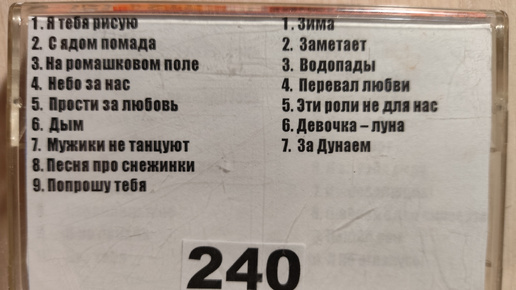 1. Я тебя рисую
2. С ядом помада
3. На ромашковом поле
4. Небо за нас
5. Прости за любовь
6. Дым
7. Мужики не танцуют
8. Песня про снежинки
9. Попрошу тебя
1. Зима
2. Заметает
3. Водопады
4. Перевал любви
5. Эти роли не для нас
6. Девочка – луна
7. За Дунаем
240